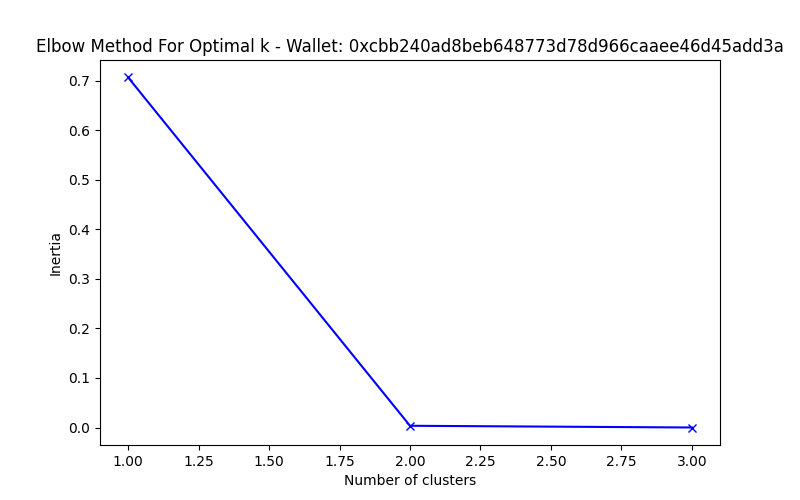 Elbow Method For Optimal k - Wallet: 0xcbb240ad8beb648773d78d966caaee46d45add3a
0.7
0.6
0.5
0.4
0.3
0.2
0.1
0.0
Inertia
1.00 1.25 1.50 1.75 2.00 2.25 2.50 2.75 3.00
Number of clusters